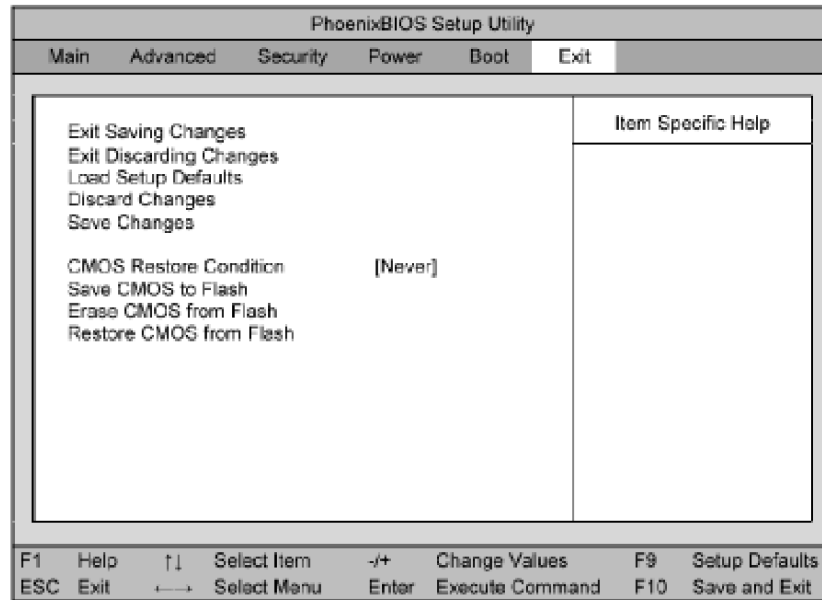 PhoenixBIOS Setup Utility
Main Advanced Security Power Boot Exit
Item Specific Help
Exit Saving Changes
Exit Discarding Changes
Load Setup Defaults
Discard Changes
Save Changes
CMOS Restore Condition [Never]
Save CMOS to Flash
Erase CMOS from Flash
Restore CMOS from Flash
F1 Help ↑↓ Select Item -/+ Change Values F9 Setup Defaults
ESC Exit ←→ Select Menu Enter Execute Command F10 Save and Exit